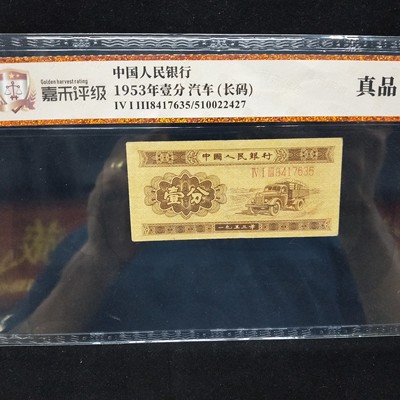 Golden harvest rating
嘉禾评级
中国人民银行
1953年壹分 汽车 (长码)
IV I III8417635/510022427
真品
中國人民銀行
IV I III 8417635
壹分
一九五三年